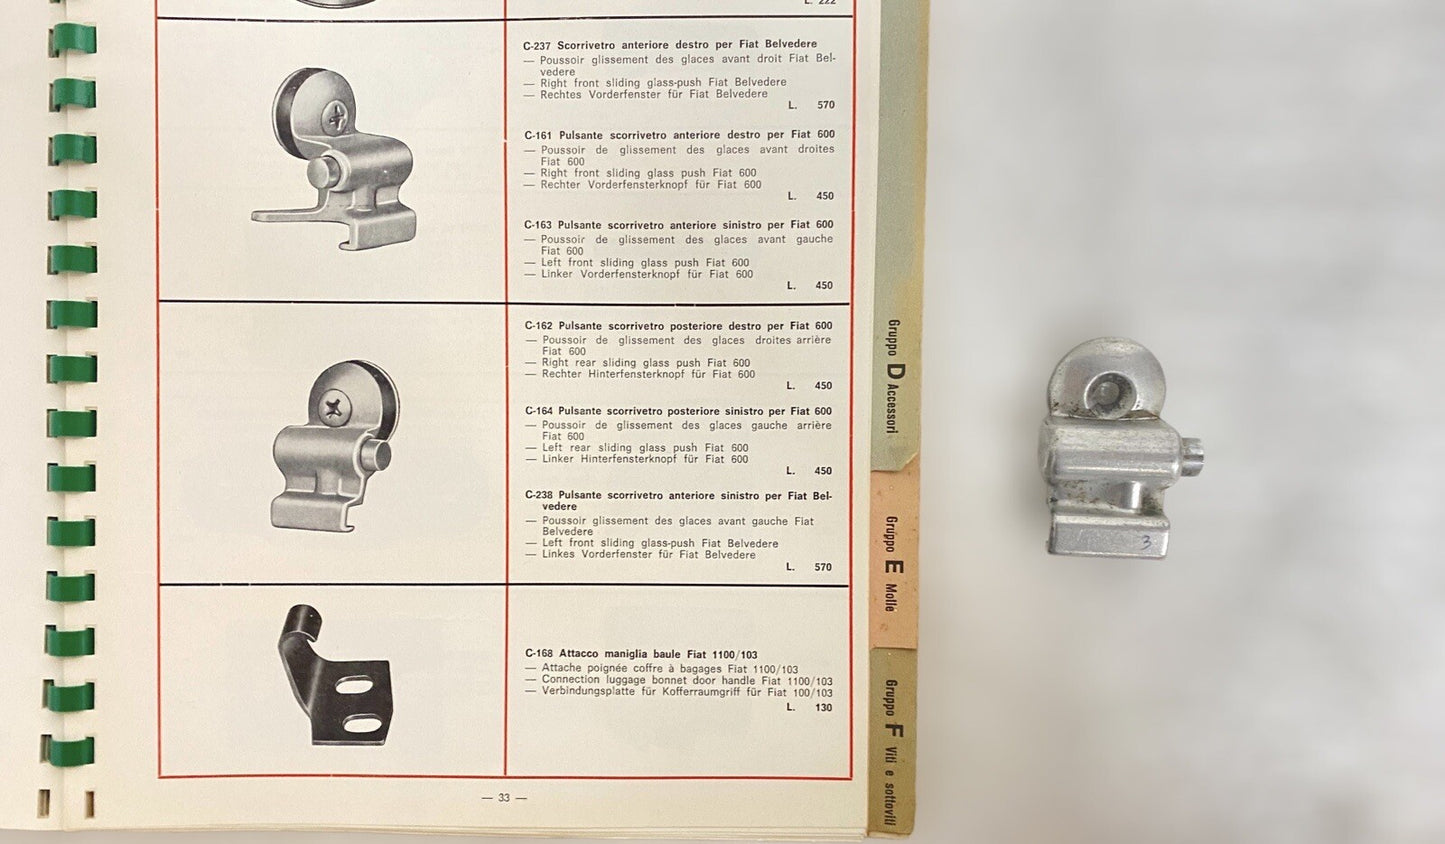 L. 222
C-237 Scorrivetro anteriore destro per Fiat Belvedere
— Poussoir glissement des glaces avant droit Fiat Bel-
vedere
— Right front sliding glass-push Fiat Belvedere
— Rechtes Vorderfenster für Fiat Belvedere
L. 570
C-161 Pulsante scorrivetro anteriore destro per Fiat 600
— Poussoir de glissement des glaces avant droites
Fiat 600
— Right front sliding glass push Fiat 600
— Rechter Vorderfensterknopf für Fiat 600
L. 450
C-163 Pulsante scorrivetro anteriore sinistro per Fiat 600
— Poussoir de glissement des glaces avant gauche
Fiat 600
— Left front sliding glass push Fiat 600
— Linker Vorderfensterknopf für Fiat 600
L. 450
C-162 Pulsante scorrivetro posteriore destro per Fiat 600
— Poussoir de glissement des glaces droites arrière
Fiat 600
— Right rear sliding glass push Fiat 600
— Rechter Hinterfensterknopf für Fiat 600
L. 450
C-164 Pulsante scorrivetro posteriore sinistro per Fiat 600
— Poussoir de glissement des glaces gauche arrière
Fiat 600
— Left rear sliding glass push Fiat 600
— Linker Hinterfensterknopf für Fiat 600
L. 450
C-238 Pulsante scorrivetro anteriore sinistro per Fiat Bel-
vedere
— Poussoir glissement des glaces avant gauche Fiat
Belvedere
— Left front sliding glass-push Fiat Belvedere
— Linkes Vorderfenster für Fiat Belvedere
L. 570
C-168 Attacco maniglia baule Fiat 1100/103
— Attache poignée coffre à bagages Fiat 1100/103
— Connection luggage bonnet door handle Fiat 1100/103
— Verbindungsplatte für Kofferraumgriff für Fiat 100/103
L. 130
— 33 —
Gruppo D Accessori
Gruppo E Molle
Gruppo F Viti e sottoviti
3